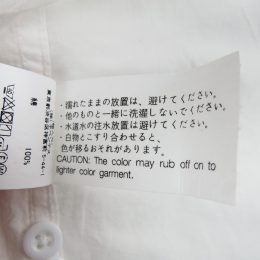 ・濡れたままの放置は、避けてください。
・他のものと一緒に洗濯しないでください。
・水道水の注水放置は避けてください。
・白物とこすり合わせると、
色が移るおそれがあります。
CAUTION: The color may rub off on to
lighter color garment.
綿
100%